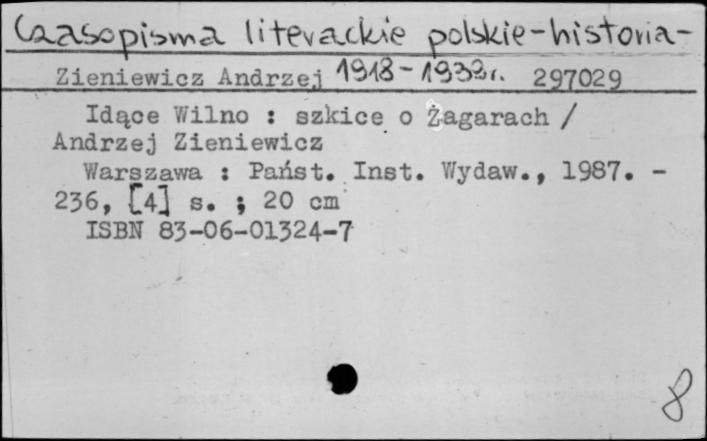 Czasopisma literackie polskie-historia-
Zieniewicz Andrzej 1918-1939r. 297029
Idące Wilno : szkice o Żagarach /
Andrzej Zieniewicz
Warszawa : Państ. Inst. Wydaw., 1987. -
236, [4] s. ; 20 cm
ISBN 83-06-01324-7
8